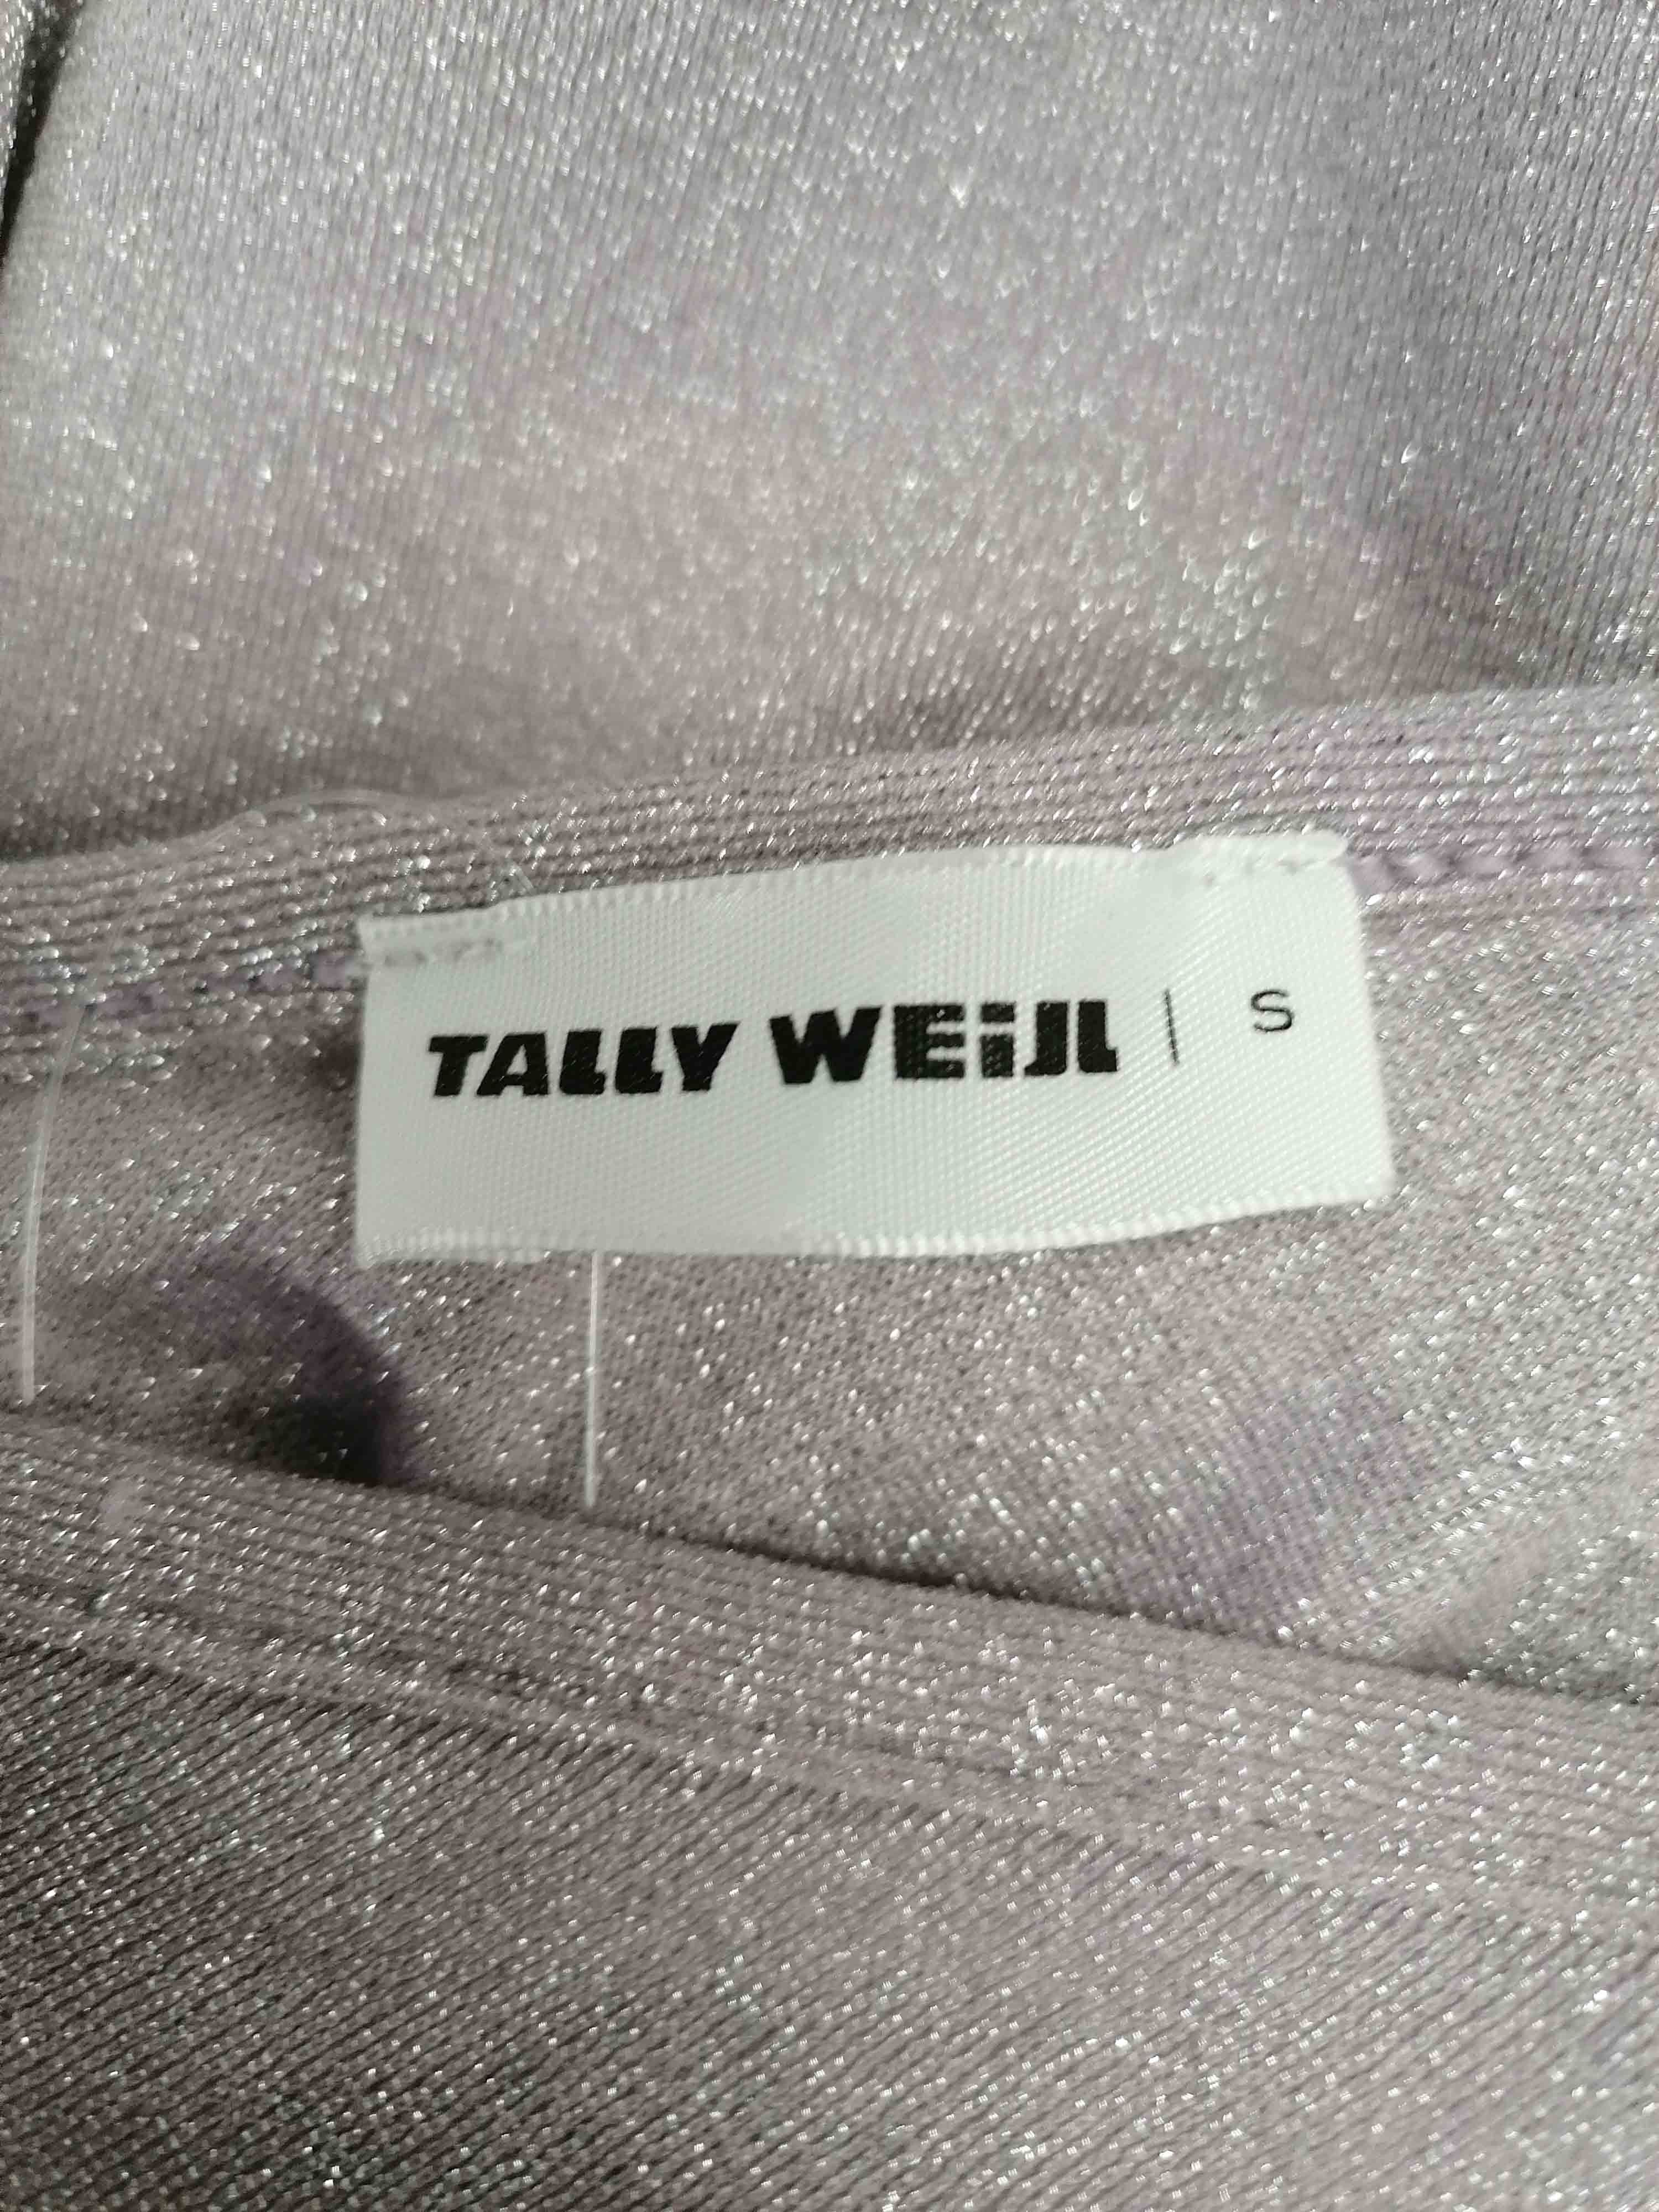 TALLY WEiJL | S